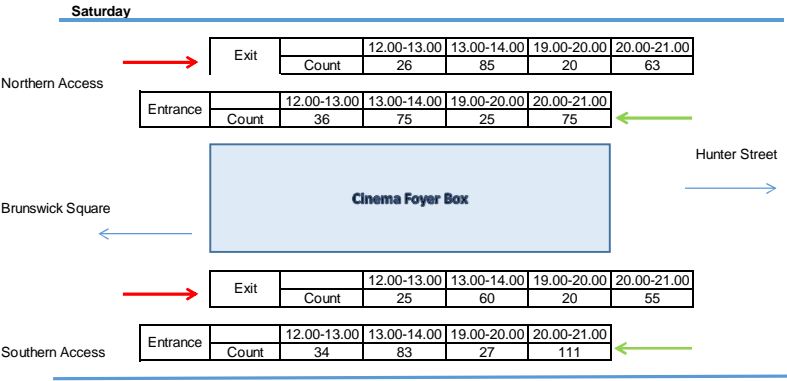 Saturday
Exit 12.00-13.00 13.00-14.00 19.00-20.00 20.00-21.00
Count 26 85 20 63
Northern Access
Entrance 12.00-13.00 13.00-14.00 19.00-20.00 20.00-21.00
Count 36 75 25 75
Hunter Street
Cinema Foyer Box
Brunswick Square
Exit 12.00-13.00 13.00-14.00 19.00-20.00 20.00-21.00
Count 25 60 20 55
Entrance 12.00-13.00 13.00-14.00 19.00-20.00 20.00-21.00
Southern Access
Count 34 83 27 111